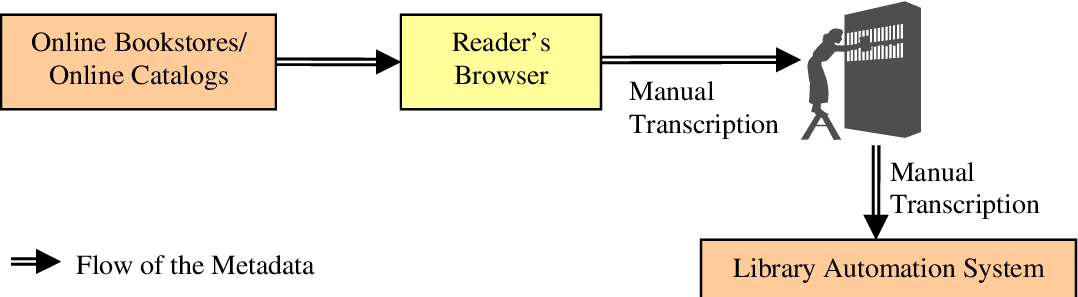 Online Bookstores/
Online Catalogs
Reader's
Browser
Manual
Transcription
Manual
Transcription
Library Automation System
Flow of the Metadata